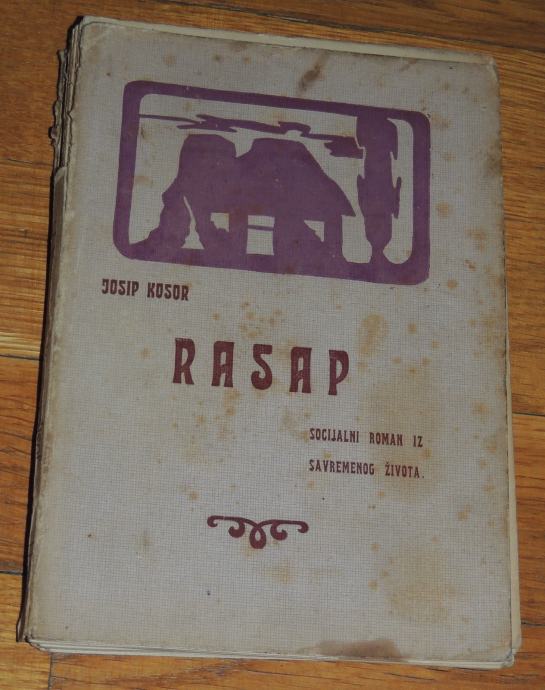 JOSIP KOSOR
RASAP
SOCIJALNI ROMAN IZ
SAVREMENOG ŽIVOTA.